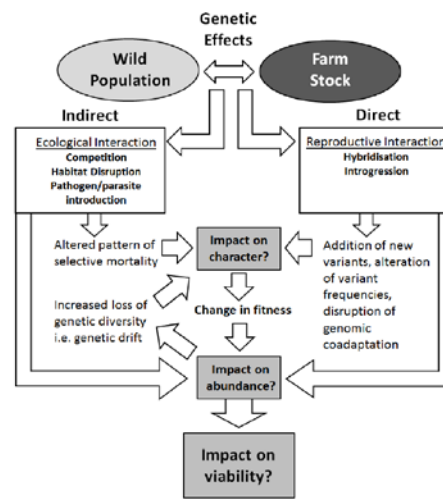 Genetic
Effects
Wild
Population
Farm
Stock
Indirect
Direct
Ecological Interaction
Competition
Habitat Disruption
Pathogen/parasite
introduction
Reproductive Interaction
Hybridisation
Introgression
Altered pattern of
selective mortality
Impact on
character?
Addition of new
variants, alteration
of variant
frequencies,
disruption of
genomic
coadaptation
Increased loss of
genetic diversity
i.e. genetic drift
Change in fitness
Impact on
abundance?
Impact on
viability?